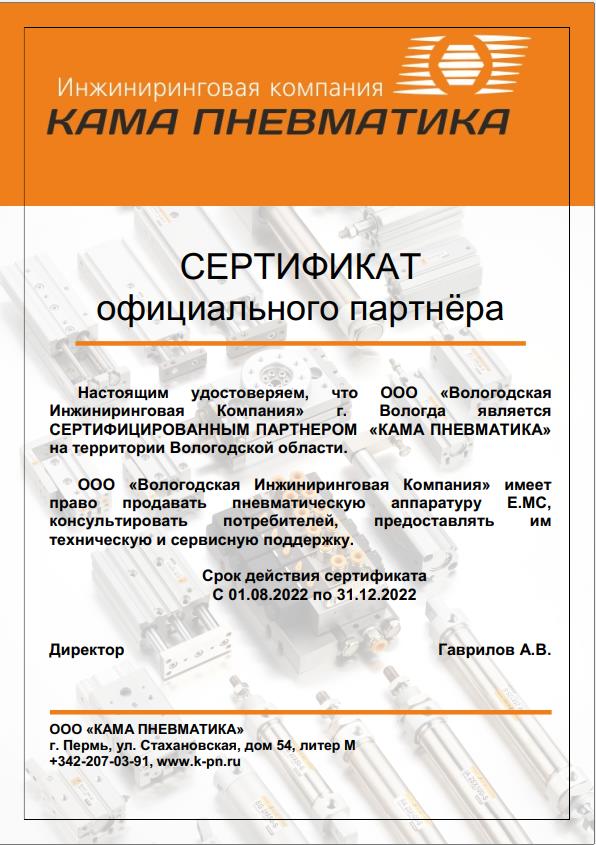 Инжиниринговая компания
КАМА ПНЕВМАТИКА
СЕРТИФИКАТ
официального партнёра
Настоящим удостоверяем, что ООО «Вологодская
Инжиниринговая Компания» г. Вологда является
СЕРТИФИЦИРОВАННЫМ ПАРТНЕРОМ «КАМА ПНЕВМАТИКА»
на территории Вологодской области.
ООО «Вологодская Инжиниринговая Компания» имеет
право продавать пневматическую аппаратуру E.MC,
консультировать потребителей, предоставлять им
техническую и сервисную поддержку.
Срок действия сертификата
С 01.08.2022 по 31.12.2022
Директор Гаврилов А.В.
ООО «КАМА ПНЕВМАТИКА»
г. Пермь, ул. Стахановская, дом 54, литер М
+342-207-03-91, www.k-pn.ru